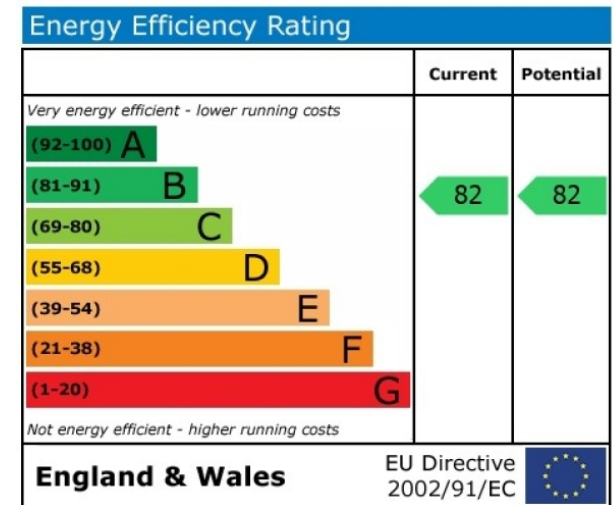 Energy Efficiency Rating
Current Potential
Very energy efficient - lower running costs
(92-100) A
(81-91) B 82 82
(69-80) C
(55-68) D
(39-54) E
(21-38) F
(1-20) G
Not energy efficient - higher running costs
England & Wales
EU Directive
2002/91/EC